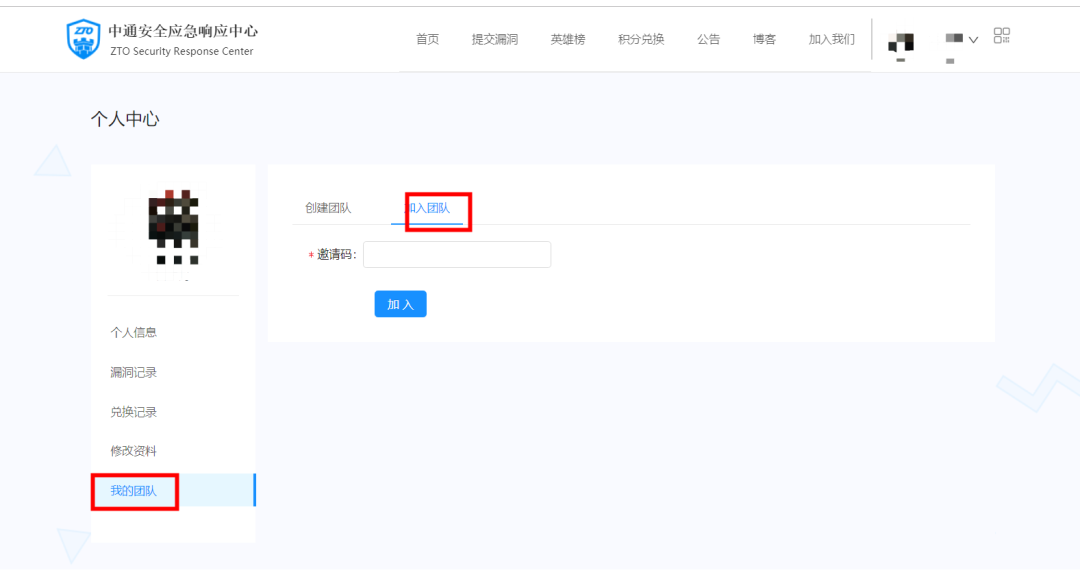 ZTO
中通安全应急响应中心
ZTO Security Response Center
首页 提交漏洞 英雄榜 积分兑换 公告 博客 加入我们
个人中心
创建团队 加入团队
* 邀请码：
加 入
个人信息
漏洞记录
兑换记录
修改资料
我的团队